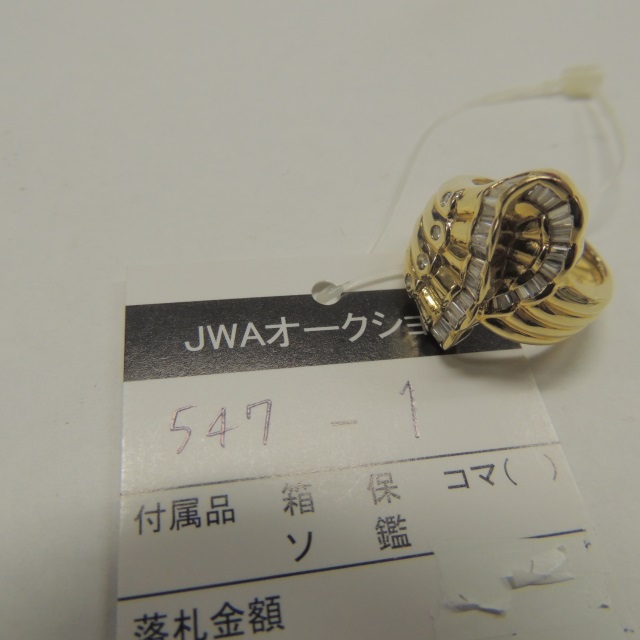 JWAオークショ
547 - 1
付属品 箱 保 コマ( )
ソ 鑑
落札金額